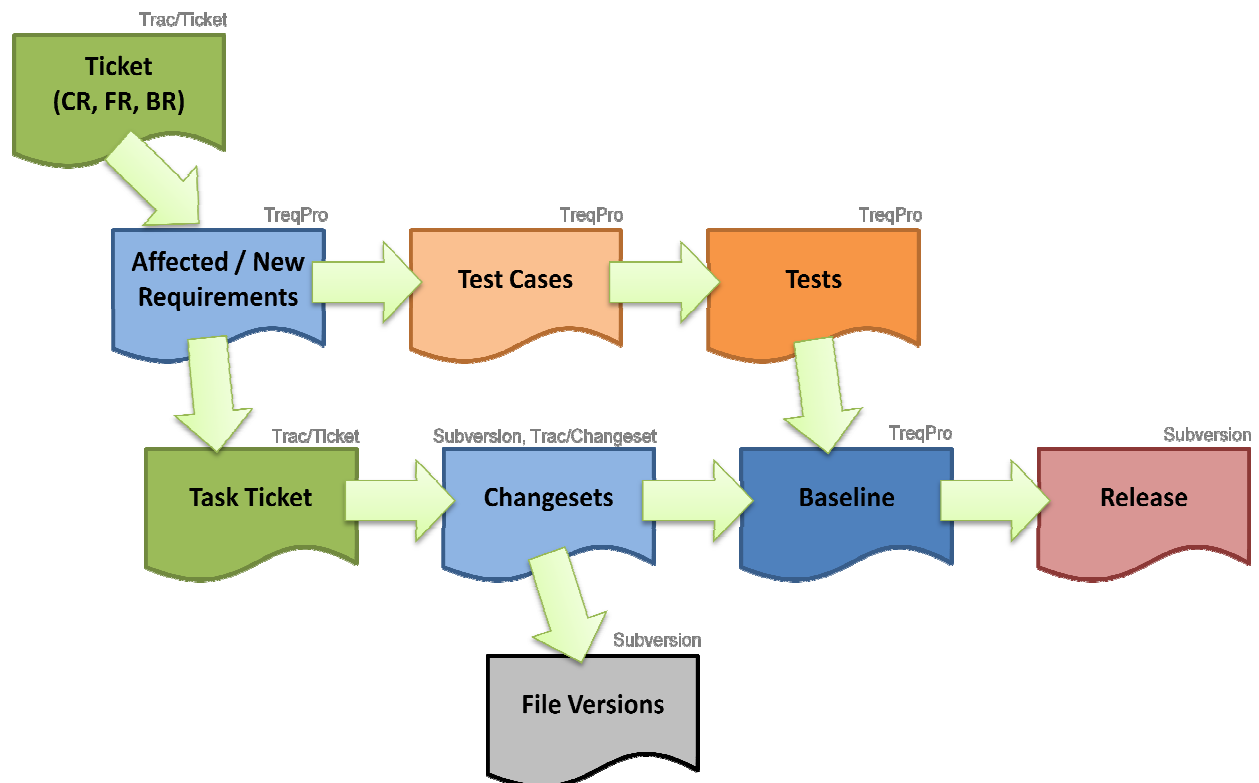 Trac/Ticket
Ticket
(CR, FR, BR)
TreqPro
Affected / New
Requirements
TreqPro
Test Cases
TreqPro
Tests
Trac/Ticket
Task Ticket
Subversion, Trac/Changeset
Changesets
TreqPro
Baseline
Subversion
Release
Subversion
File Versions